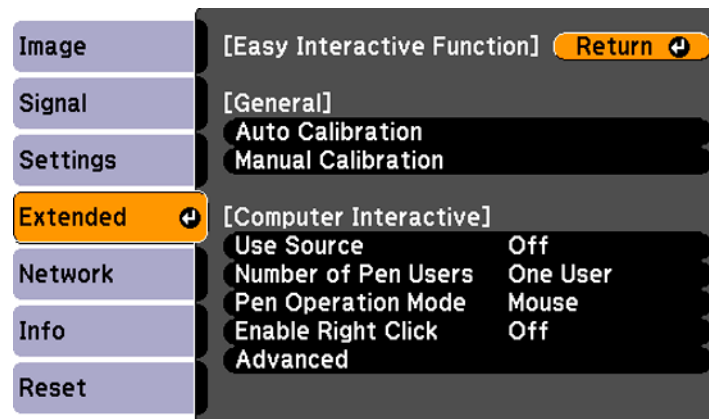 Image
Signal
Settings
Extended
Network
Info
Reset
[Easy Interactive Function] Return
[General]
Auto Calibration
Manual Calibration
[Computer Interactive]
Use Source Off
Number of Pen Users One User
Pen Operation Mode Mouse
Enable Right Click Off
Advanced